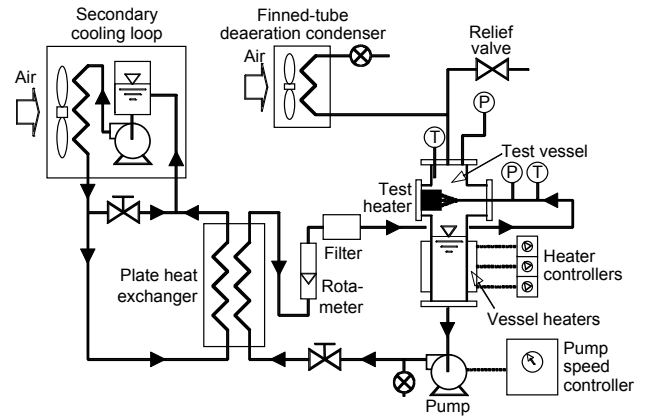 Secondary
cooling loop
Finned-tube
deaeration condenser
Relief
valve
Air
Air
P
T
Test vessel
P
T
Test
heater
Filter
Rota-
meter
Plate heat
exchanger
Heater
controllers
Vessel heaters
Pump
speed
controller
Pump